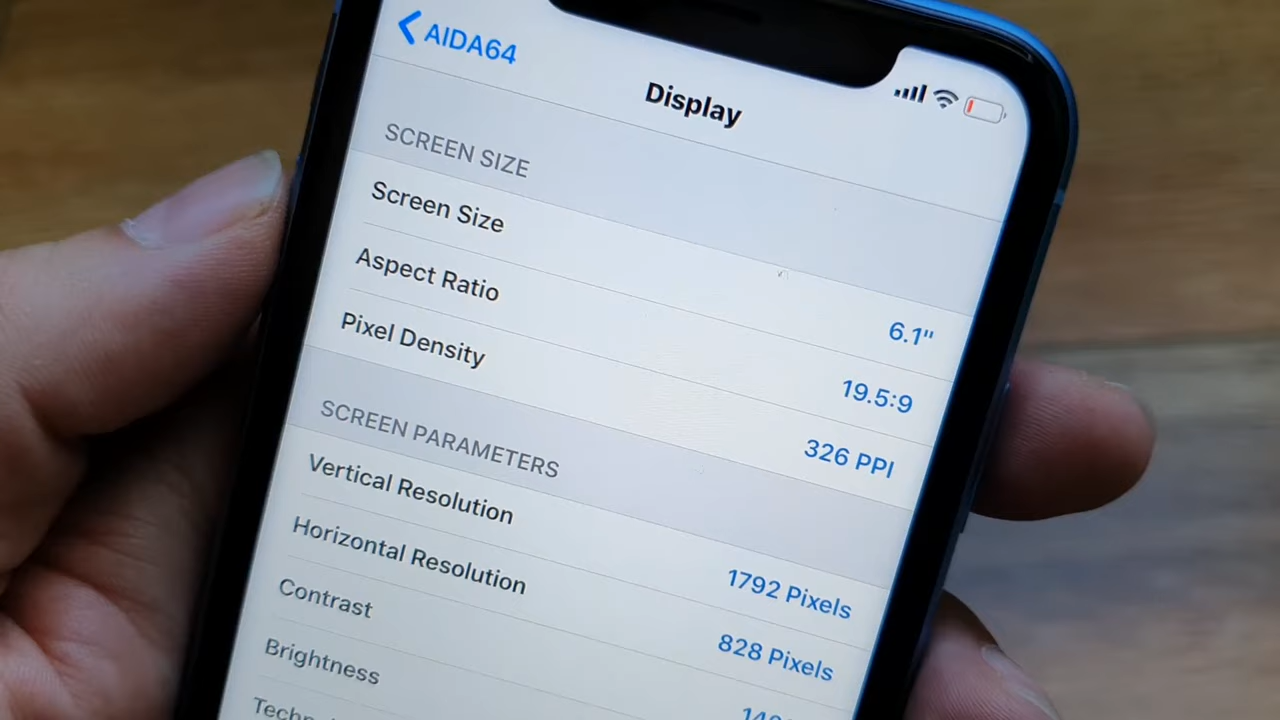 AIDA64
Display
SCREEN SIZE
Screen Size
6.1"
Aspect Ratio
19.5:9
Pixel Density
326 PPI
SCREEN PARAMETERS
Vertical Resolution
1792 Pixels
Horizontal Resolution
828 Pixels
Contrast
Brightness